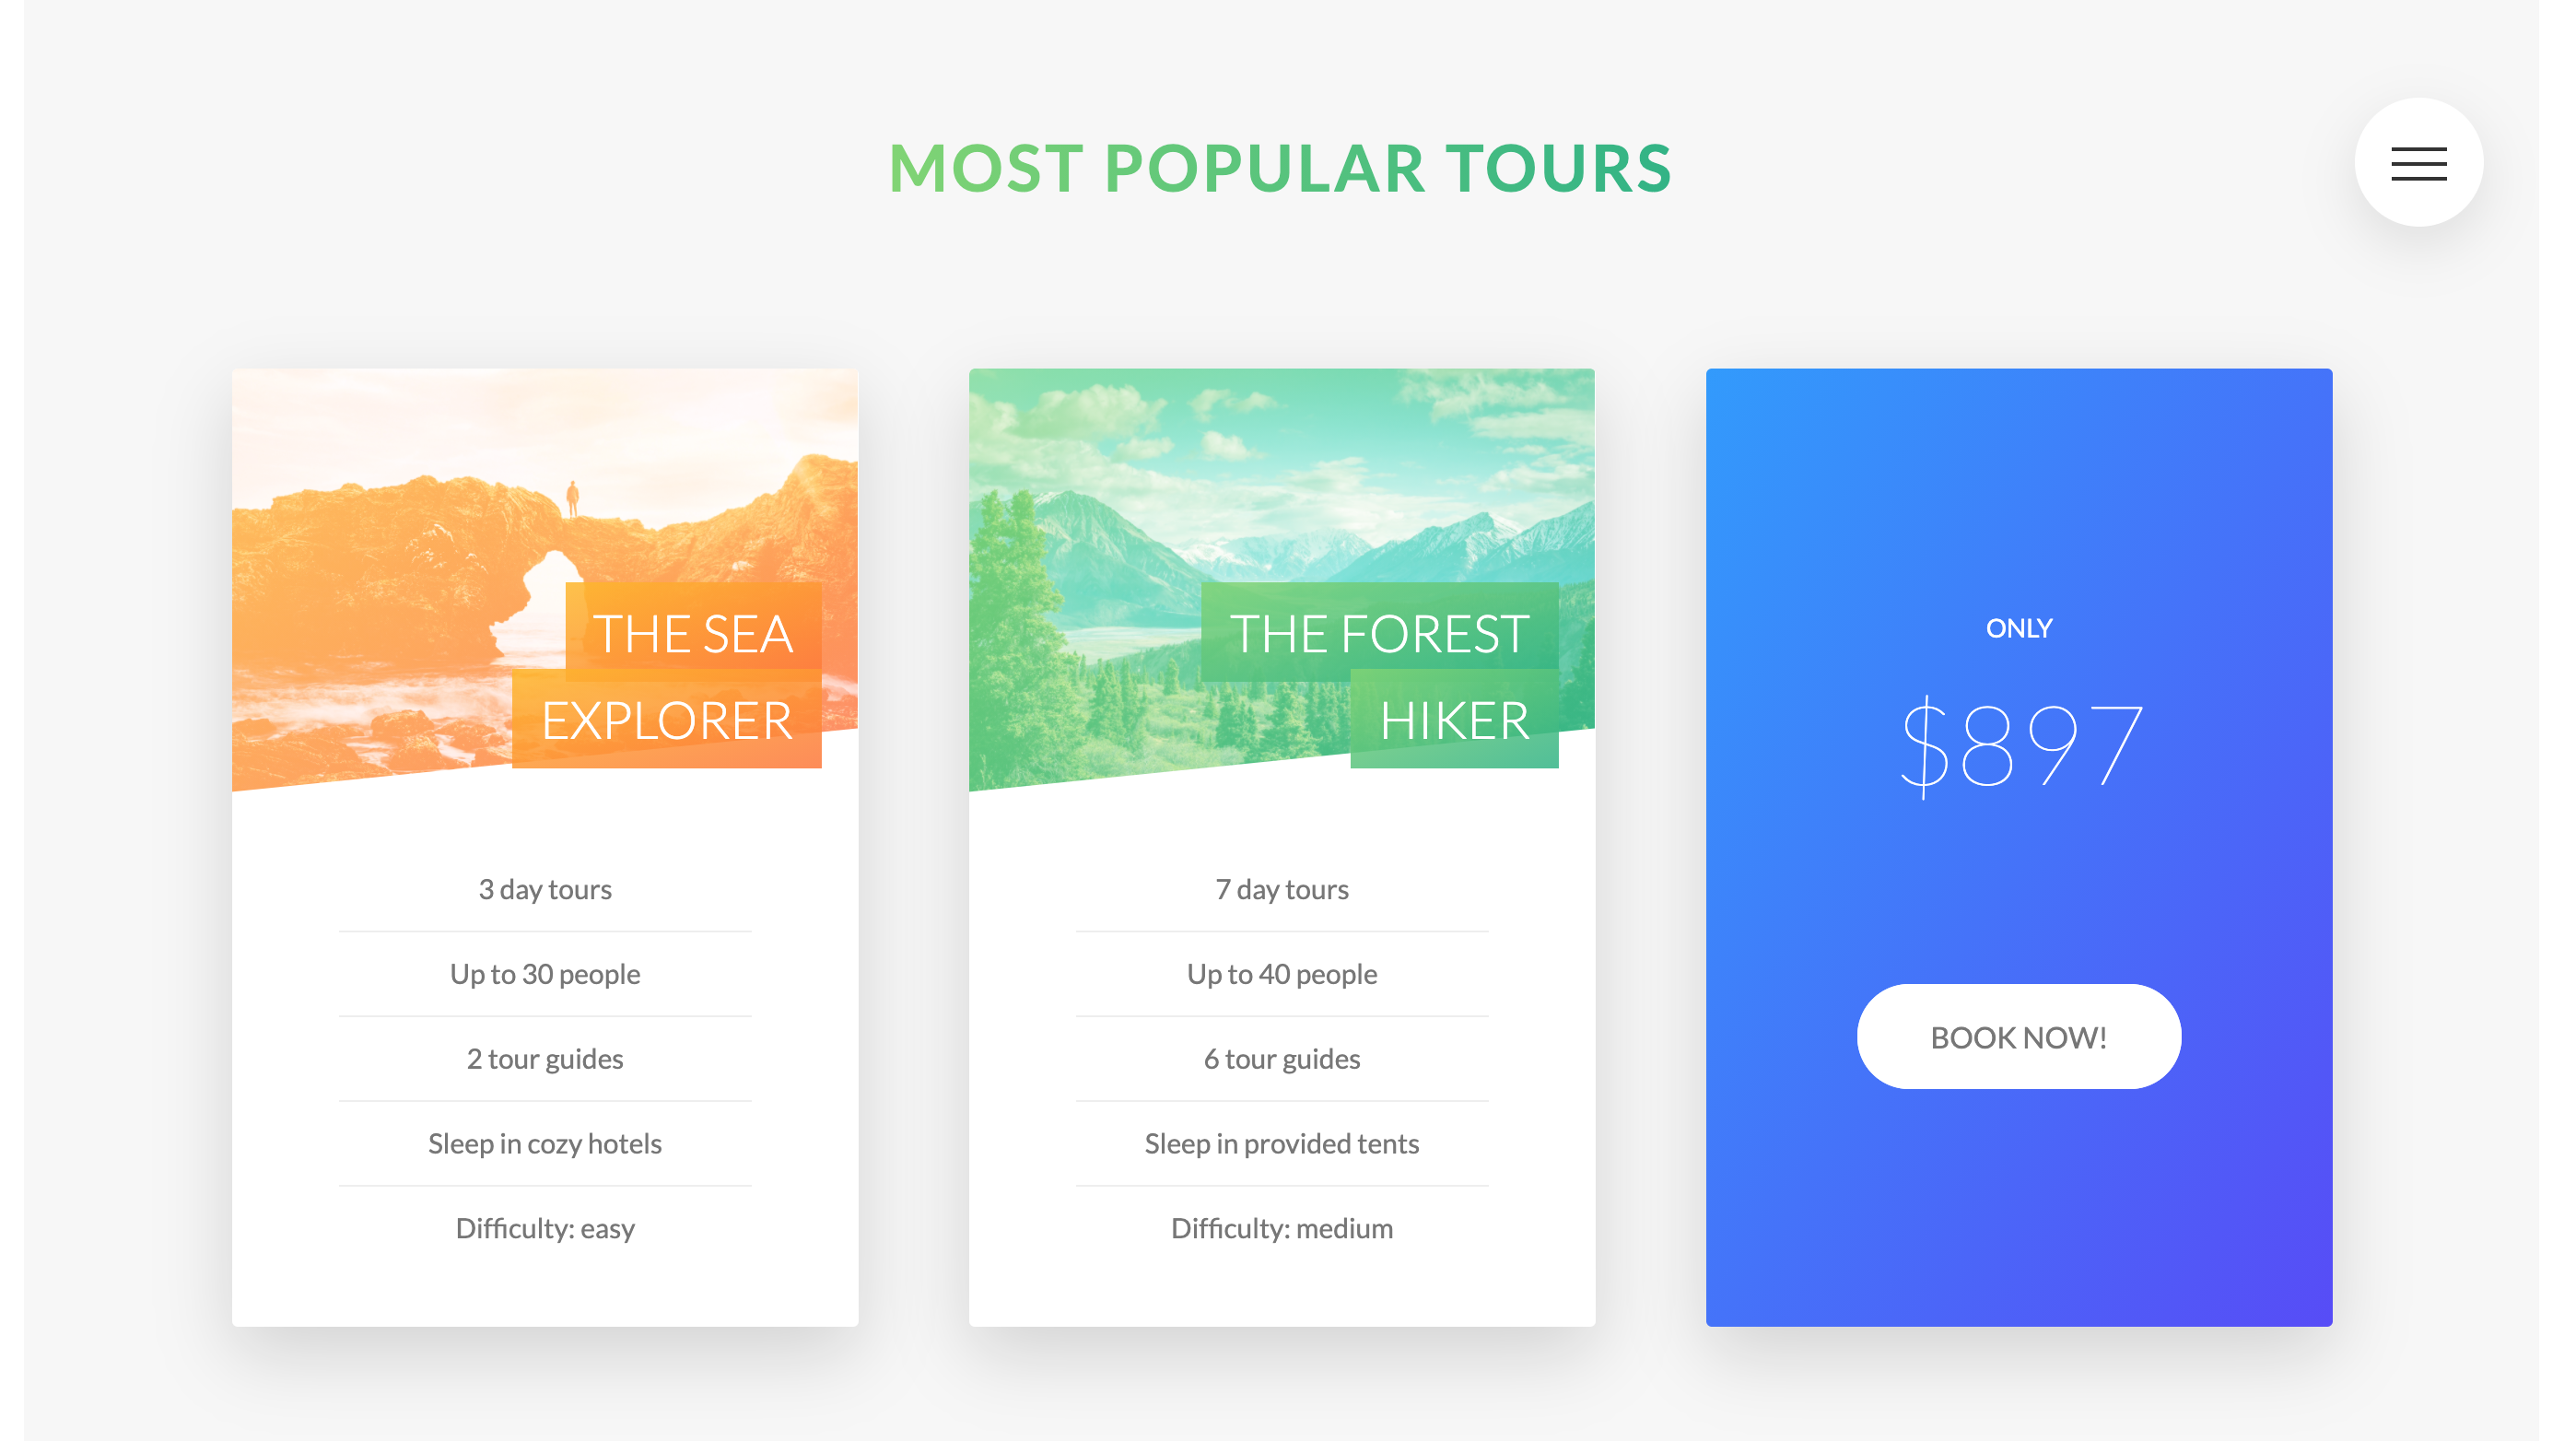 MOST POPULAR TOURS
THE SEA
EXPLORER
3 day tours
Up to 30 people
2 tour guides
Sleep in cozy hotels
Difficulty: easy
THE FOREST
HIKER
7 day tours
Up to 40 people
6 tour guides
Sleep in provided tents
Difficulty: medium
ONLY
$897
BOOK NOW!